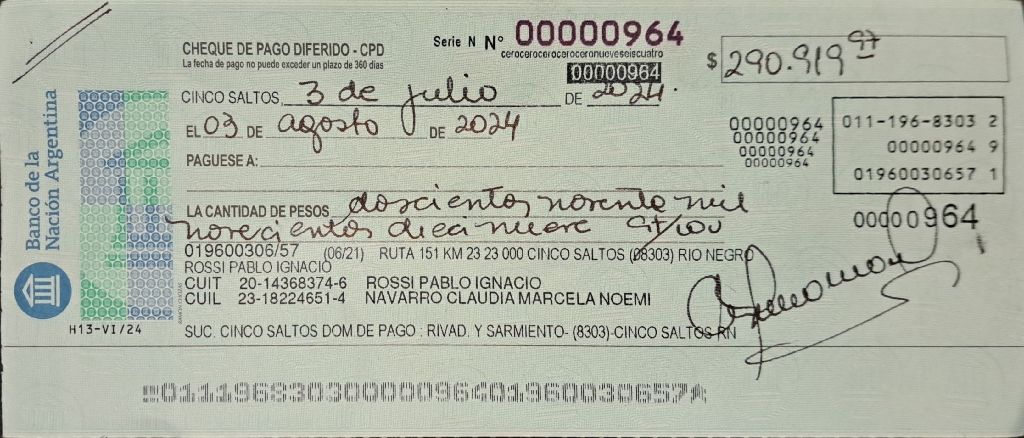 CHEQUE DE PAGO DIFERIDO - CPD
La fecha de pago no puede exceder un plazo de 360 días
Serie N Nº 00000964
ceroceroceroceroceronueveseiscuatro
00000964
$ 290.919 97
CINCO SALTOS, 3 de julio DE 2024.
EL 03 DE agosto DE 2024
PAGUESE A:
00000964
00000964
00000964
00000964
011-196-8303 2
00000964 9
01960030657 1
LA CANTIDAD DE PESOS doscientos noventa mil
novecientos diecinueve 97/100
00000964
019600306/57 (06/21) RUTA 151 KM 23 23 000 CINCO SALTOS (08303) RIO NEGRO
ROSSI PABLO IGNACIO
CUIT 20-14368374-6 ROSSI PABLO IGNACIO
CUIL 23-18224651-4 NAVARRO CLAUDIA MARCELA NOEMI
SUC. CINCO SALTOS DOM DE PAGO : RIVAD. Y SARMIENTO- (8303)-CINCO SALTOS-RN
Banco de la
Nación Argentina
H13-VI/24
01119683030000096401960030657